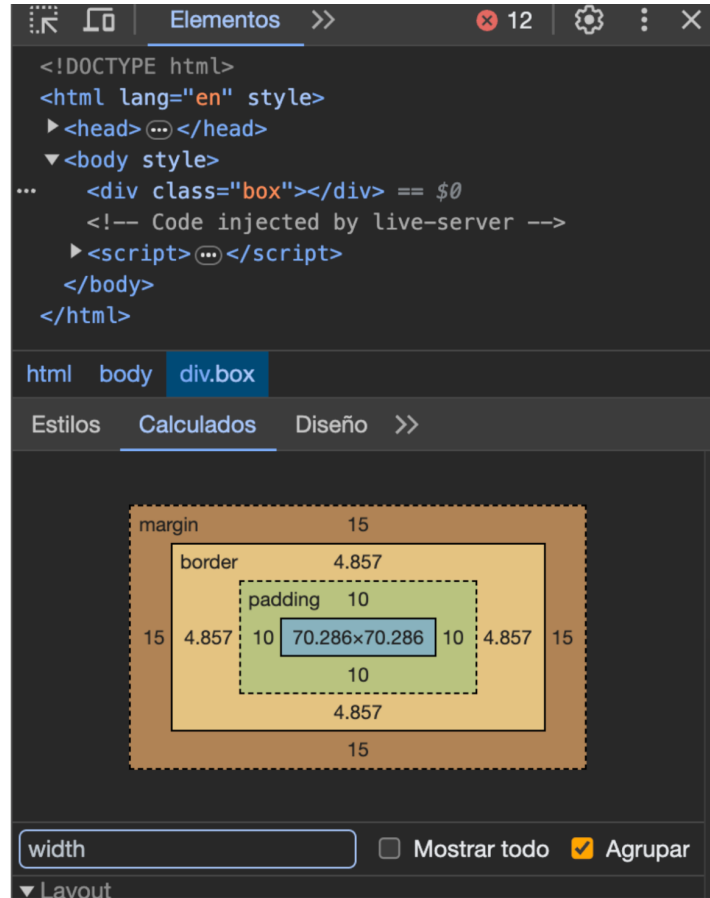 Elementos 12
<!DOCTYPE html>
<html lang="en" style>
<head> ··· </head>
<body style>
··· <div class="box"></div> == $0
<!-- Code injected by live-server -->
<script> ··· </script>
</body>
</html>
html body div.box
Estilos Calculados Diseño
margin 15
border 4.857
padding 10
15 4.857 10 70.286×70.286 10 4.857 15
10
4.857
15
width Mostrar todo Agrupar
Layout